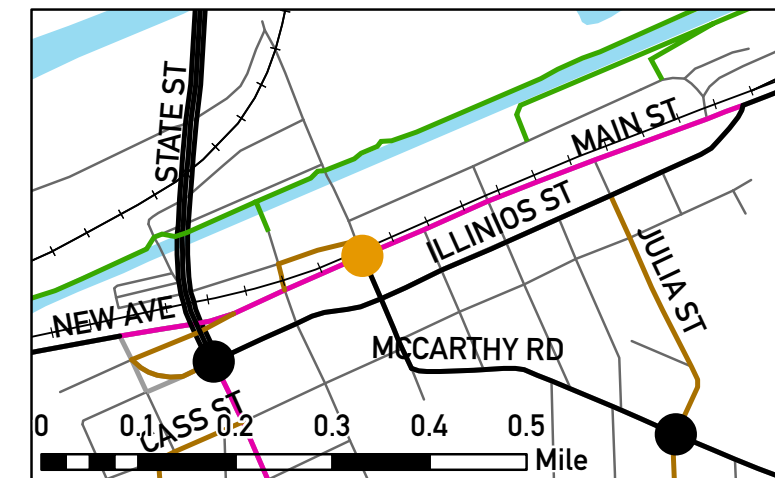 STATE ST
MAIN ST
ILLINIOS ST
NEW AVE
JULIA ST
MCCARTHY RD
CASS ST
0 0.1 0.2 0.3 0.4 0.5
Mile